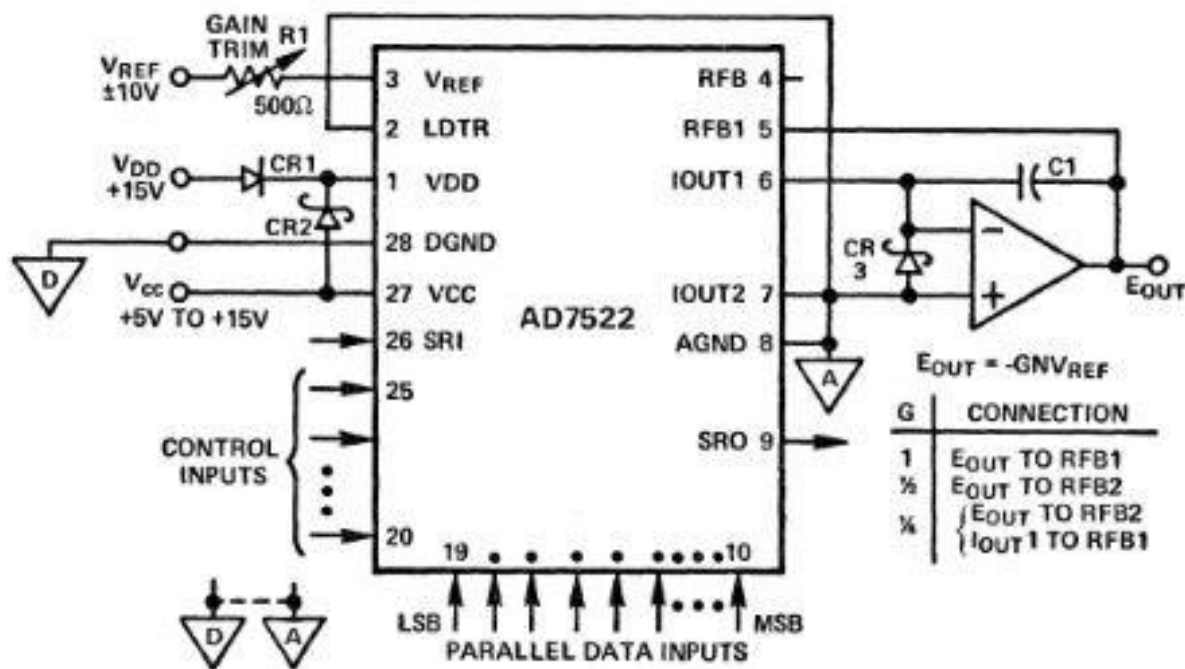 GAIN
TRIM
R1
VREF
±10V
500Ω
3 VREF
2 LDTR
VDD
+15V
CR1
1 VDD
CR2
28 DGND
D
VCC
+5V TO +15V
27 VCC
26 SRI
25
CONTROL
INPUTS
20
AD7522
RFB 4
RFB1 5
IOUT1 6
IOUT2 7
AGND 8
SRO 9
C1
CR
3
−
+
EOUT
A
EOUT = -GNVREF
G CONNECTION
1 EOUT TO RFB1
½ EOUT TO RFB2
EOUT TO RFB2
IOUT1 TO RFB1
19 10
LSB MSB
PARALLEL DATA INPUTS
D A